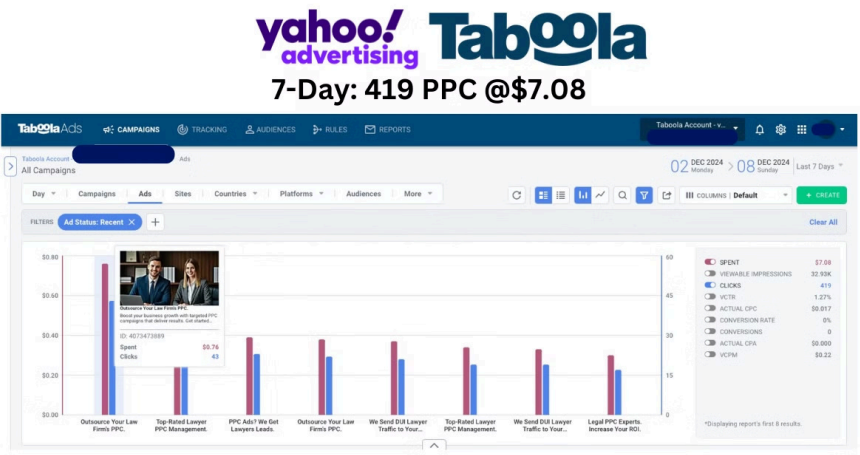 yahoo!
advertising
Taboola
7-Day: 419 PPC @$7.08
Taboola Ads
CAMPAIGNS
TRACKING
AUDIENCES
RULES
REPORTS
Taboola Account - v...
Taboola Account
Ads
All Campaigns
02 DEC 2024 Monday > 08 DEC 2024 Sunday Last 7 Days
Day
Campaigns
Ads
Sites
Countries
Platforms
Audiences
More
COLUMNS | Default
+ CREATE
FILTERS
Ad Status: Recent ×
+
Clear All
$0.80
$0.60
$0.40
$0.20
$0.00
60
45
30
15
0
Outsource Your Law Firm's PPC.
Boost your business growth with targeted PPC
campaigns that deliver results. Get started...
ID: 4073473889
Spent $0.76
Clicks 43
SPENT $7.08
VIEWABLE IMPRESSIONS 32.93K
CLICKS 419
VCTR 1.27%
ACTUAL CPC $0.017
CONVERSION RATE 0%
CONVERSIONS 0
ACTUAL CPA $0.000
VCPM $0.22
*Displaying report's first 8 results.
Outsource Your Law
Firm's PPC.
Top-Rated Lawyer
PPC Management.
PPC Ads? We Get
Lawyers Leads.
Outsource Your Law
Firm's PPC.
We Send DUI Lawyer
Traffic to Your...
Top-Rated Lawyer
PPC Management.
We Send DUI Lawyer
Traffic to Your...
Legal PPC Experts.
Increase Your ROI.